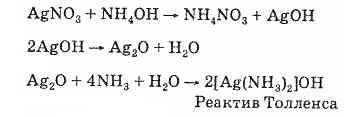 AgNO₃ + NH₄OH → NH₄NO₃ + AgOH
2AgOH → Ag₂O + H₂O
Ag₂O + 4NH₃ + H₂O → 2[Ag(NH₃)₂]OH
Реактив Толленса